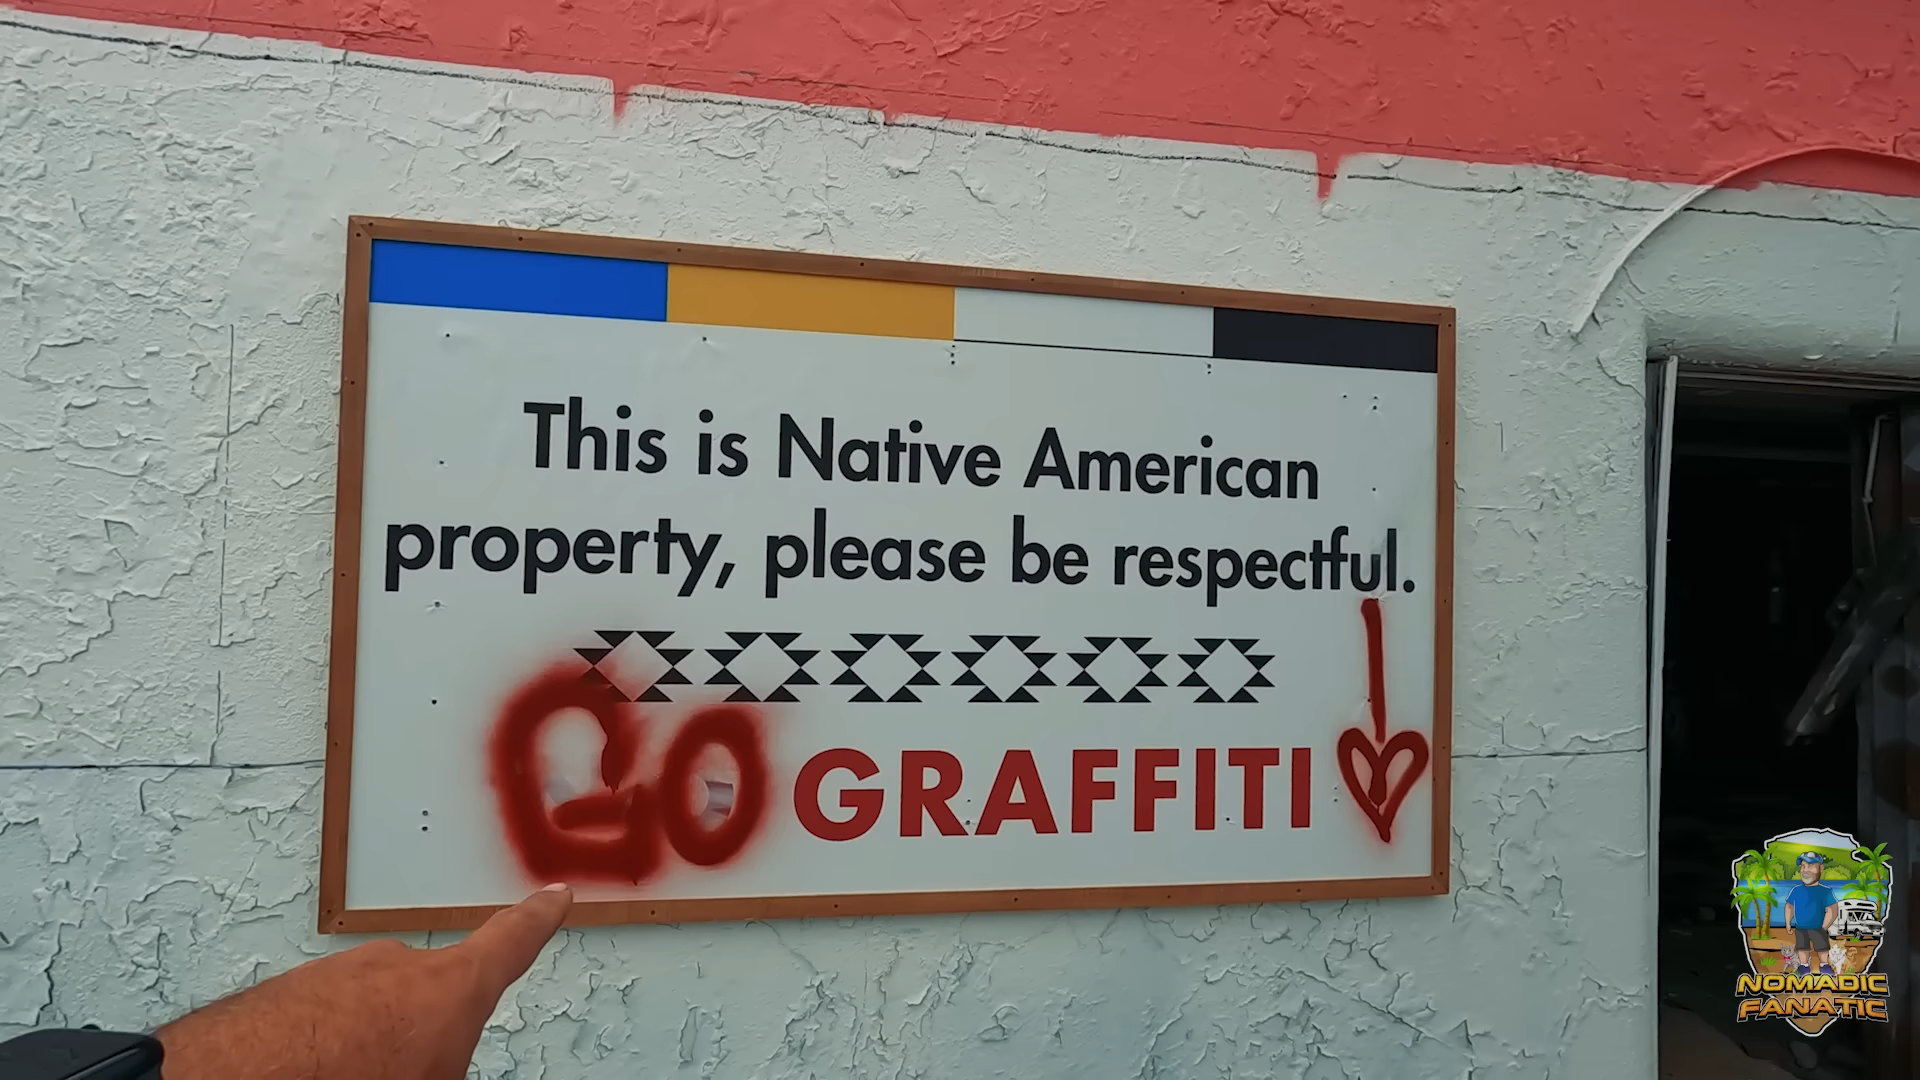 This is Native American
property, please be respectful.
GO GRAFFITI
NOMADIC
FANATIC